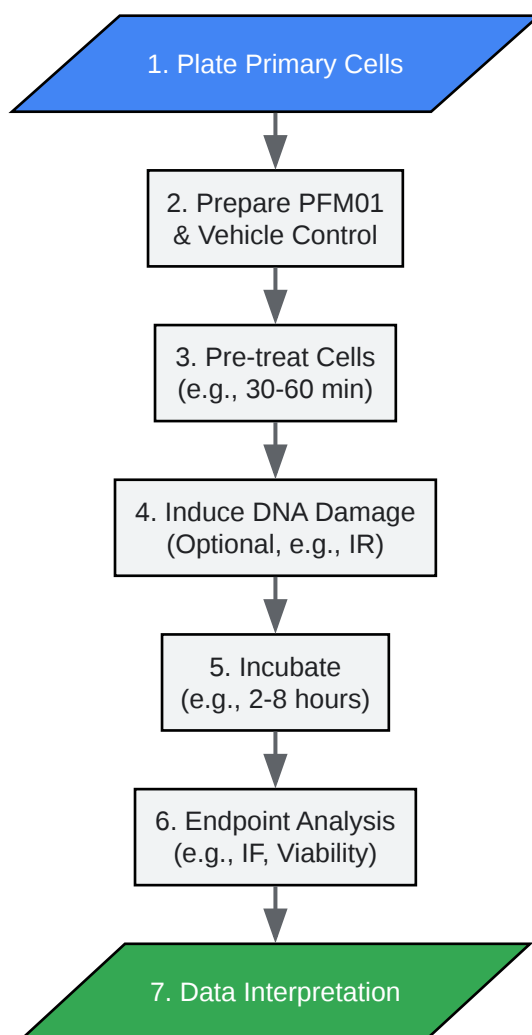 1. Plate Primary Cells
2. Prepare PFM01
& Vehicle Control
3. Pre-treat Cells
(e.g., 30-60 min)
4. Induce DNA Damage
(Optional, e.g., IR)
5. Incubate
(e.g., 2-8 hours)
6. Endpoint Analysis
(e.g., IF, Viability)
7. Data Interpretation